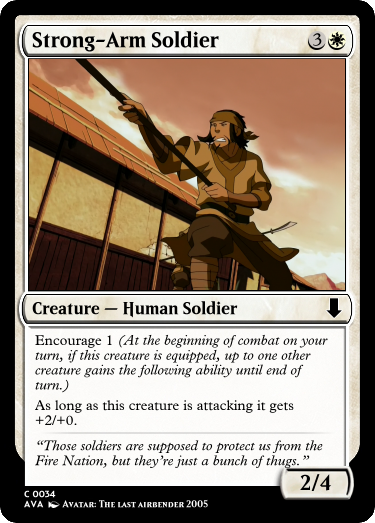 Strong-Arm Soldier 3
Creature — Human Soldier
Encourage 1 (At the beginning of combat on your
turn, if this creature is equipped, up to one other
creature gains the following ability until end of
turn.)
As long as this creature is attacking it gets
+2/+0.
“Those soldiers are supposed to protect us from the
Fire Nation, but they’re just a bunch of thugs.”
2/4
C 0034
AVA Avatar: The last airbender 2005